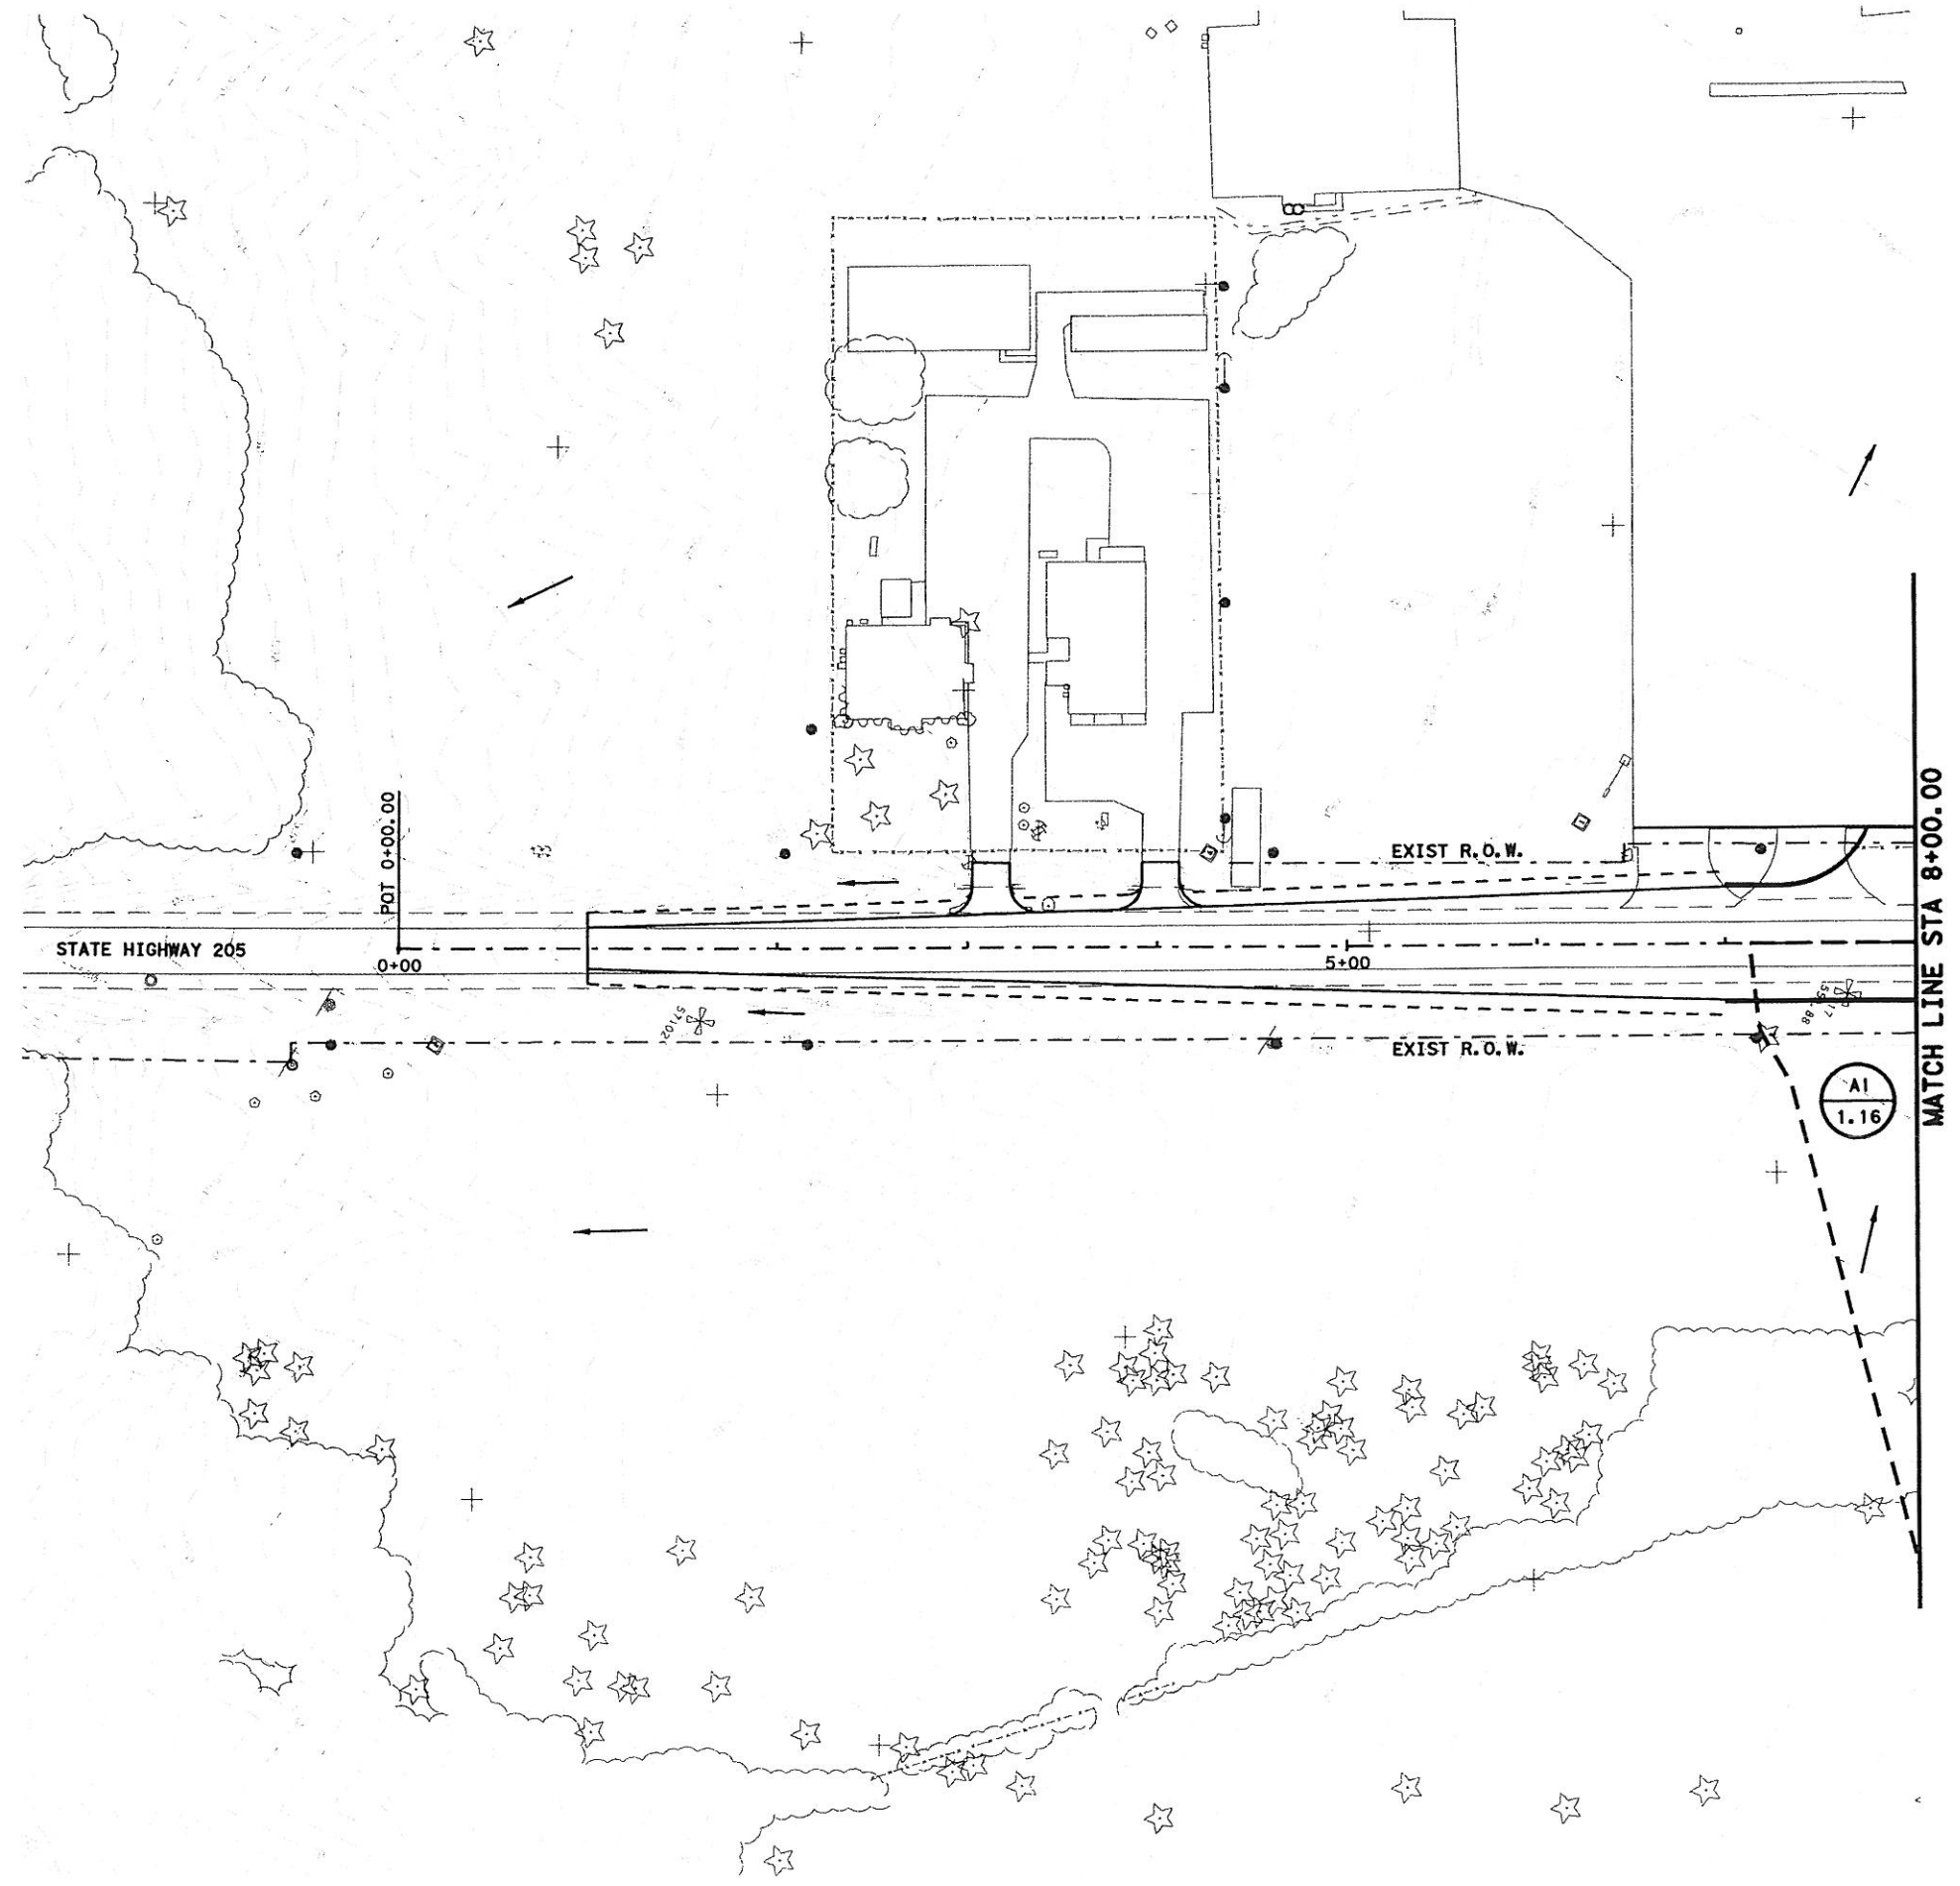 POT 0+00.00
EXIST R.O.W.
MATCH LINE STA 8+00.00
STATE HIGHWAY 205
0+00
5+00
57102
EXIST R.O.W.
A1
1.16